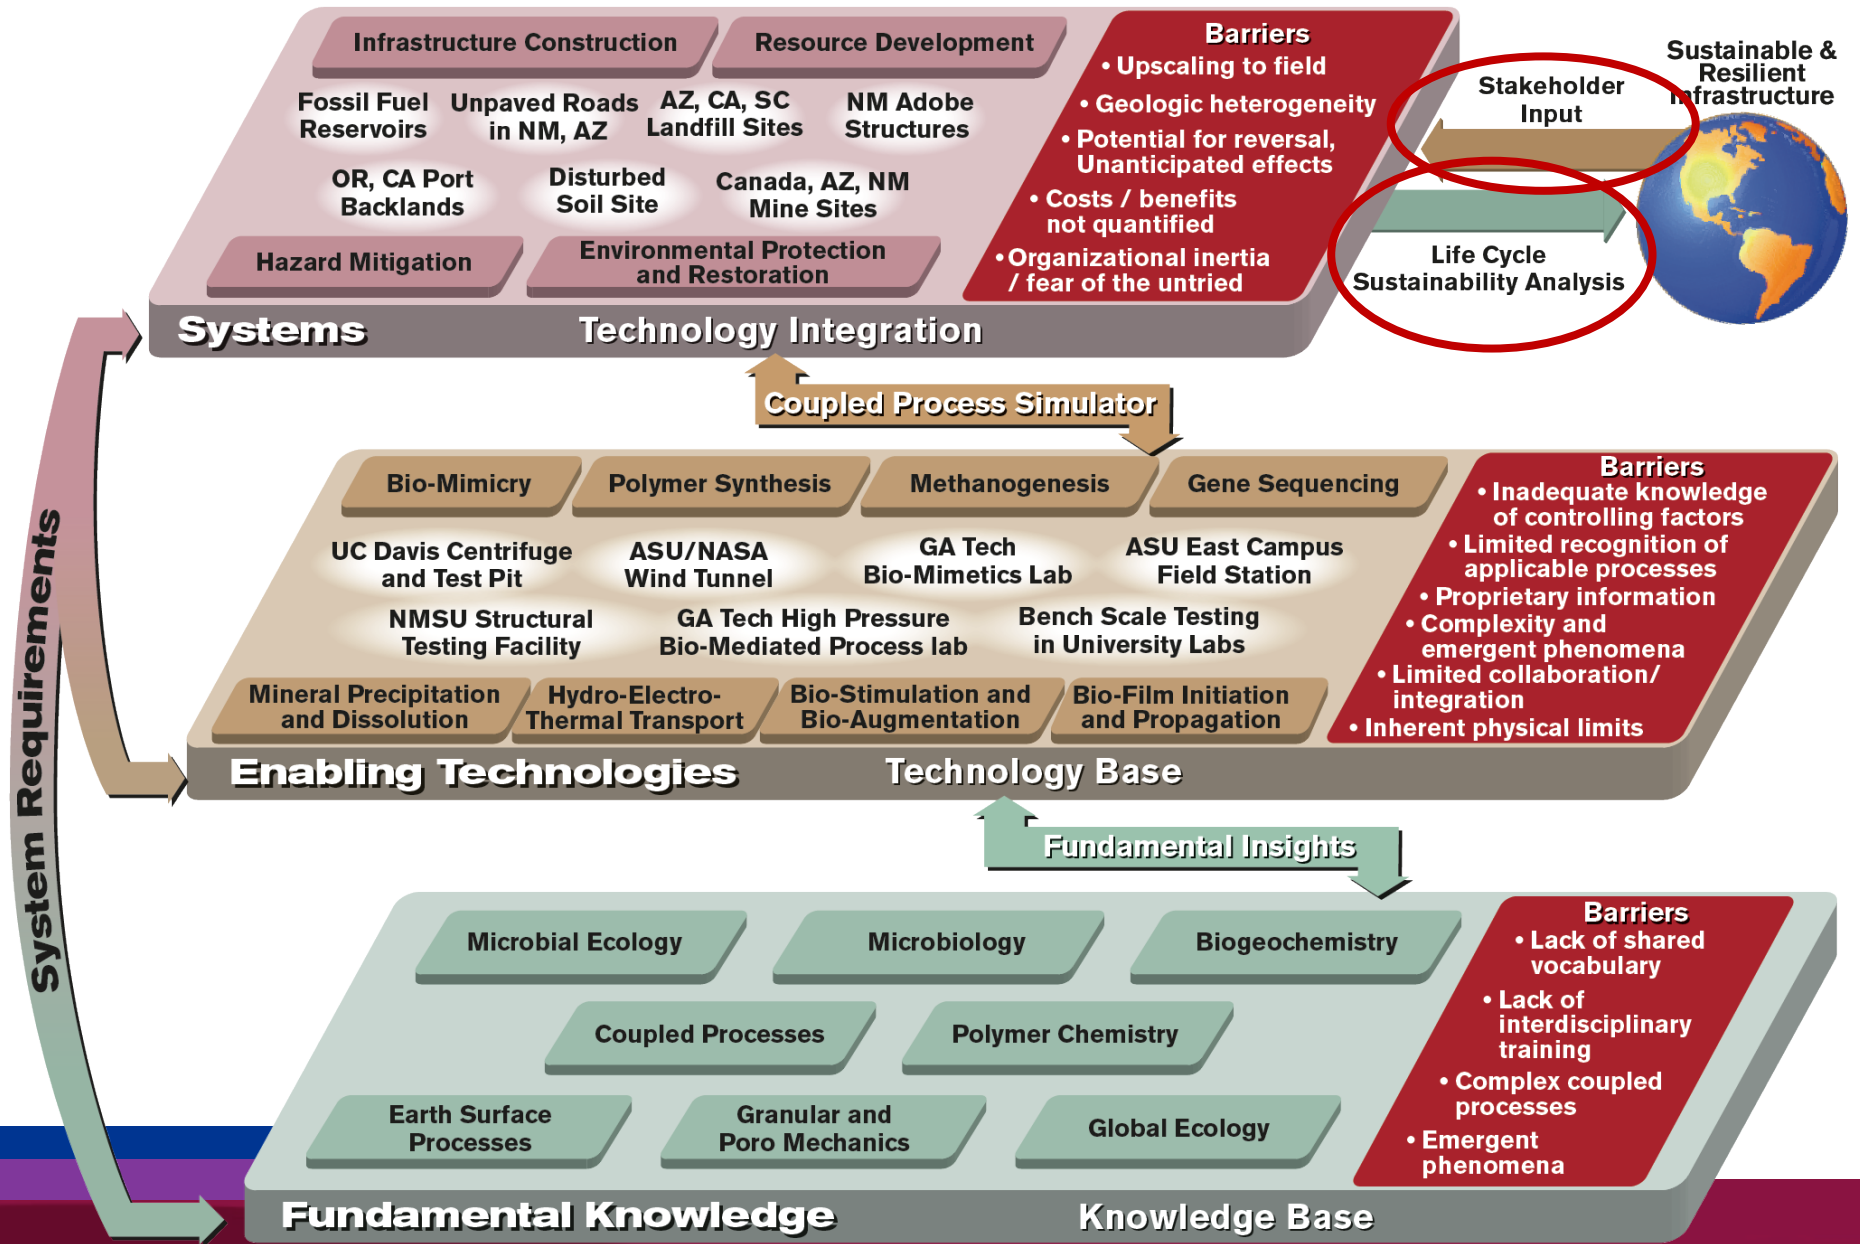 Infrastructure Construction
Resource Development
Fossil Fuel
Reservoirs
Unpaved Roads
in NM, AZ
AZ, CA, SC
Landfill Sites
NM Adobe
Structures
OR, CA Port
Backlands
Disturbed
Soil Site
Canada, AZ, NM
Mine Sites
Hazard Mitigation
Environmental Protection
and Restoration
Barriers
• Upscaling to field
• Geologic heterogeneity
• Potential for reversal,
Unanticipated effects
• Costs / benefits
not quantified
• Organizational inertia
/ fear of the untried
Systems
Technology Integration
Stakeholder
Input
Sustainable &
Resilient
Infrastructure
Life Cycle
Sustainability Analysis
Coupled Process Simulator
System Requirements
Bio-Mimicry
Polymer Synthesis
Methanogenesis
Gene Sequencing
UC Davis Centrifuge
and Test Pit
ASU/NASA
Wind Tunnel
GA Tech
Bio-Mimetics Lab
ASU East Campus
Field Station
NMSU Structural
Testing Facility
GA Tech High Pressure
Bio-Mediated Process lab
Bench Scale Testing
in University Labs
Mineral Precipitation
and Dissolution
Hydro-Electro-
Thermal Transport
Bio-Stimulation and
Bio-Augmentation
Bio-Film Initiation
and Propagation
Barriers
• Inadequate knowledge
of controlling factors
• Limited recognition of
applicable processes
• Proprietary information
• Complexity and
emergent phenomena
• Limited collaboration/
integration
• Inherent physical limits
Enabling Technologies
Technology Base
Fundamental Insights
Microbial Ecology
Microbiology
Biogeochemistry
Coupled Processes
Polymer Chemistry
Earth Surface
Processes
Granular and
Poro Mechanics
Global Ecology
Barriers
• Lack of shared
vocabulary
• Lack of
interdisciplinary
training
• Complex coupled
processes
• Emergent
phenomena
Fundamental Knowledge
Knowledge Base